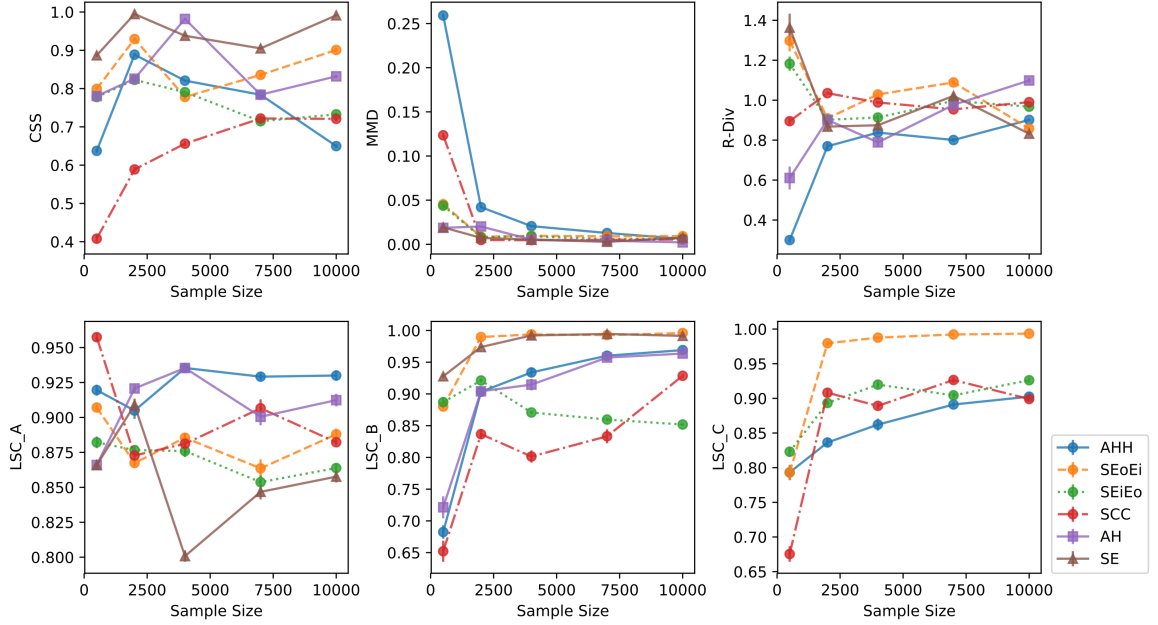 CSS
1.0
0.9
0.8
0.7
0.6
0.5
0.4
0 2500 5000 7500 10000
Sample Size
MMD
0.25
0.20
0.15
0.10
0.05
0.00
0 2500 5000 7500 10000
Sample Size
R-Div
1.4
1.2
1.0
0.8
0.6
0.4
0 2500 5000 7500 10000
Sample Size
LSC_A
0.950
0.925
0.900
0.875
0.850
0.825
0.800
0 2500 5000 7500 10000
Sample Size
LSC_B
1.00
0.95
0.90
0.85
0.80
0.75
0.70
0.65
0 2500 5000 7500 10000
Sample Size
LSC_C
1.00
0.95
0.90
0.85
0.80
0.75
0.70
0.65
0 2500 5000 7500 10000
Sample Size
AHH
SEoEi
SEiEo
SCC
AH
SE